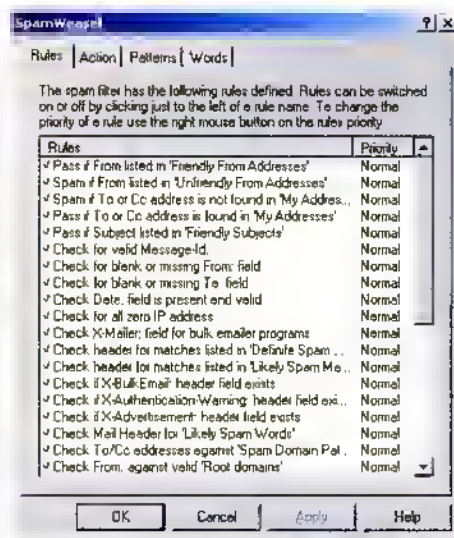 SpamWeasel
Rules Action Patterns Words
The spam filter has the following rules defined. Rules can be switched
on or off by clicking just to the left of a rule name. To change the
priority of a rule use the right mouse button on the rules priority
Rules Priority
Pass if From listed in 'Friendly From Addresses' Normal
Spam if From listed in 'Unfriendly From Addresses' Normal
Spam if To or Cc address is not found in 'My Addres... Normal
Pass if To or Cc address is found in 'My Addresses' Normal
Pass if Subject listed in 'Friendly Subjects' Normal
Check for valid Message-Id. Normal
Check for blank or missing From: field Normal
Check for blank or missing To: field Normal
Check Date: field is present and valid Normal
Check for all zero IP address Normal
Check X-Mailer: field for bulk emailer programs Normal
Check header for matches listed in 'Definite Spam ... Normal
Check header for matches listed in 'Likely Spam Me... Normal
Check if X-BulkEmail: header field exists Normal
Check if X-Authentication-Warning: header field exi... Normal
Check if X-Advertisement: header field exists Normal
Check Mail Header for 'Likely Spam Words' Normal
Check To/Cc addresses against 'Spam Domain Pat... Normal
Check From: against valid 'Root domains' Normal
OK Cancel Apply Help